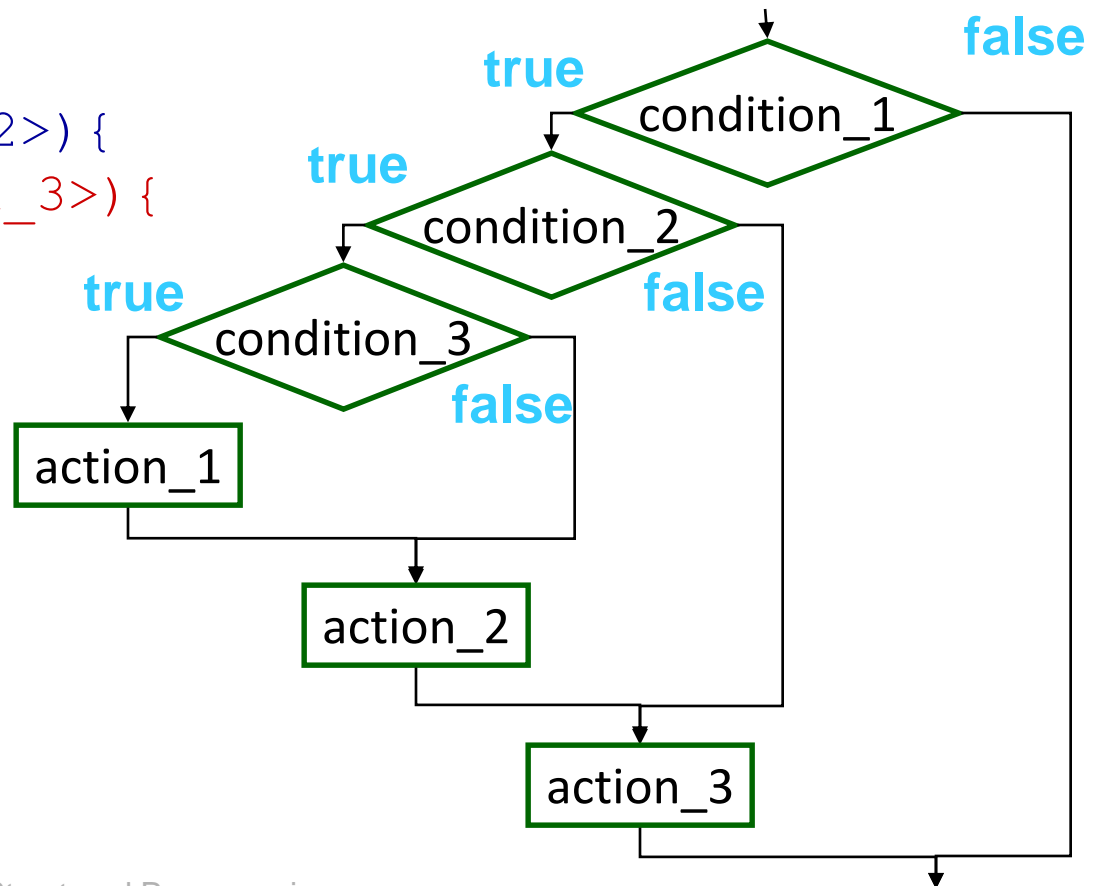 false
true
condition_1
2>) {
true
_3>) {
condition_2
true
false
condition_3
false
action_1
action_2
action_3